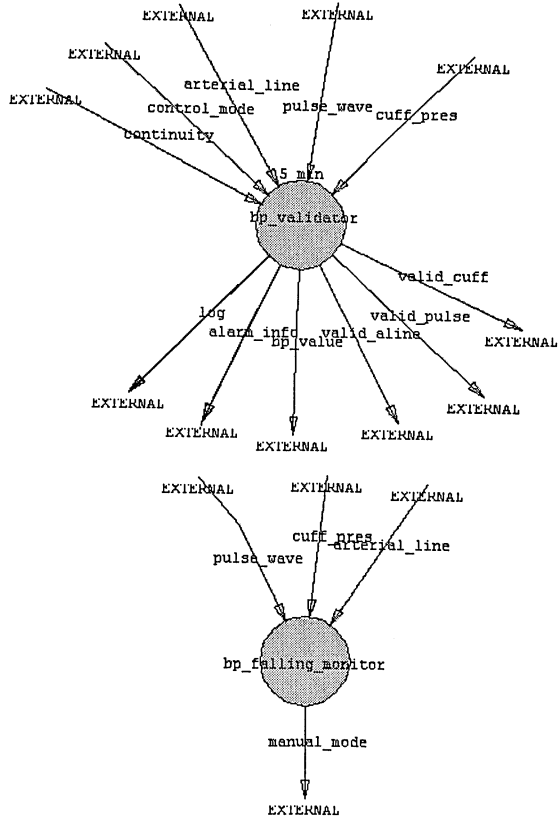 EXTERNAL
EXTERNAL
EXTERNAL
EXTERNAL
EXTERNAL
arterial_line
control_mode
pulse_wave
cuff_pres
continuity
15 min
bp_validator
valid_cuff
log
valid_pulse
alarm_info
bp_value
valid_aline
EXTERNAL
EXTERNAL
EXTERNAL
EXTERNAL
EXTERNAL
EXTERNAL
EXTERNAL
EXTERNAL
EXTERNAL
cuff_pres
arterial_line
pulse_wave
bp_falling_monitor
manual_mode
EXTERNAL